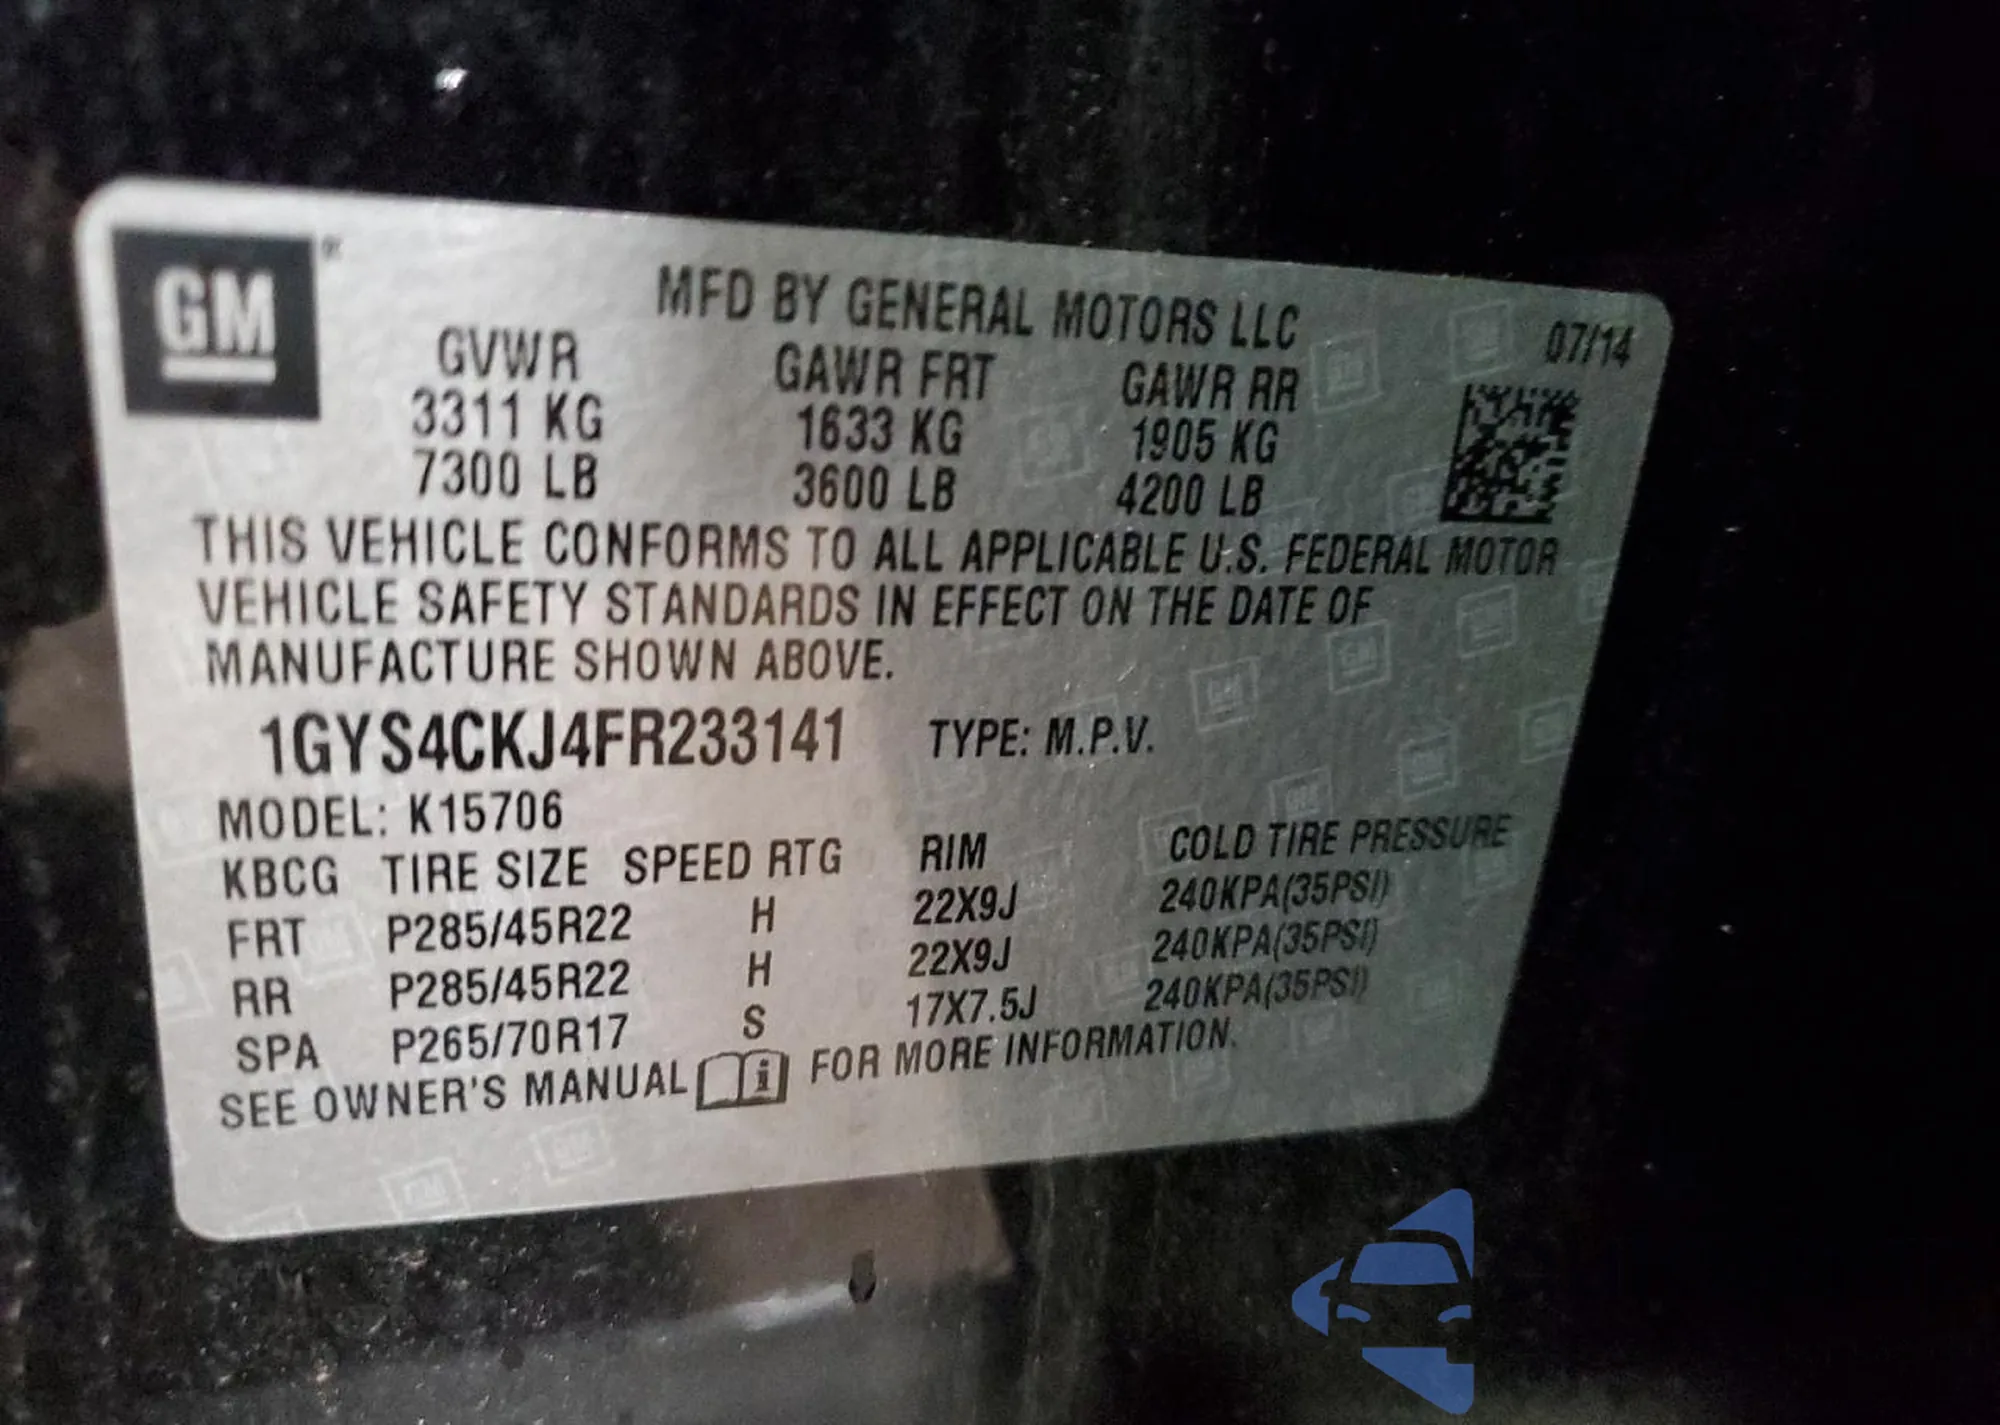 GM
MFD BY GENERAL MOTORS LLC
07/14
GVWR GAWR FRT GAWR RR
3311 KG 1633 KG 1905 KG
7300 LB 3600 LB 4200 LB
THIS VEHICLE CONFORMS TO ALL APPLICABLE U.S. FEDERAL MOTOR
VEHICLE SAFETY STANDARDS IN EFFECT ON THE DATE OF
MANUFACTURE SHOWN ABOVE.
1GYS4CKJ4FR233141 TYPE: M.P.V.
MODEL: K15706
KBCG TIRE SIZE SPEED RTG RIM COLD TIRE PRESSURE
FRT P285/45R22 H 22X9J 240KPA(35PSI)
RR P285/45R22 H 22X9J 240KPA(35PSI)
SPA P265/70R17 S 17X7.5J 240KPA(35PSI)
SEE OWNER'S MANUAL FOR MORE INFORMATION.